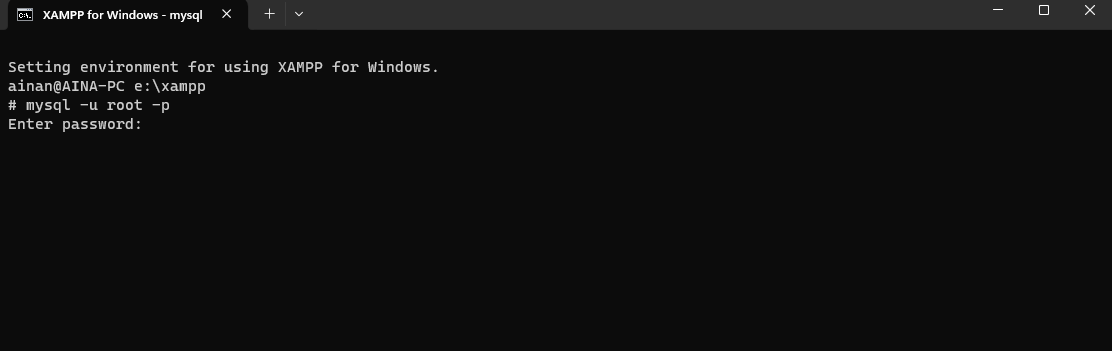 XAMPP for Windows - mysql
Setting environment for using XAMPP for Windows.
ainan@AINA-PC e:\xampp
# mysql -u root -p
Enter password: